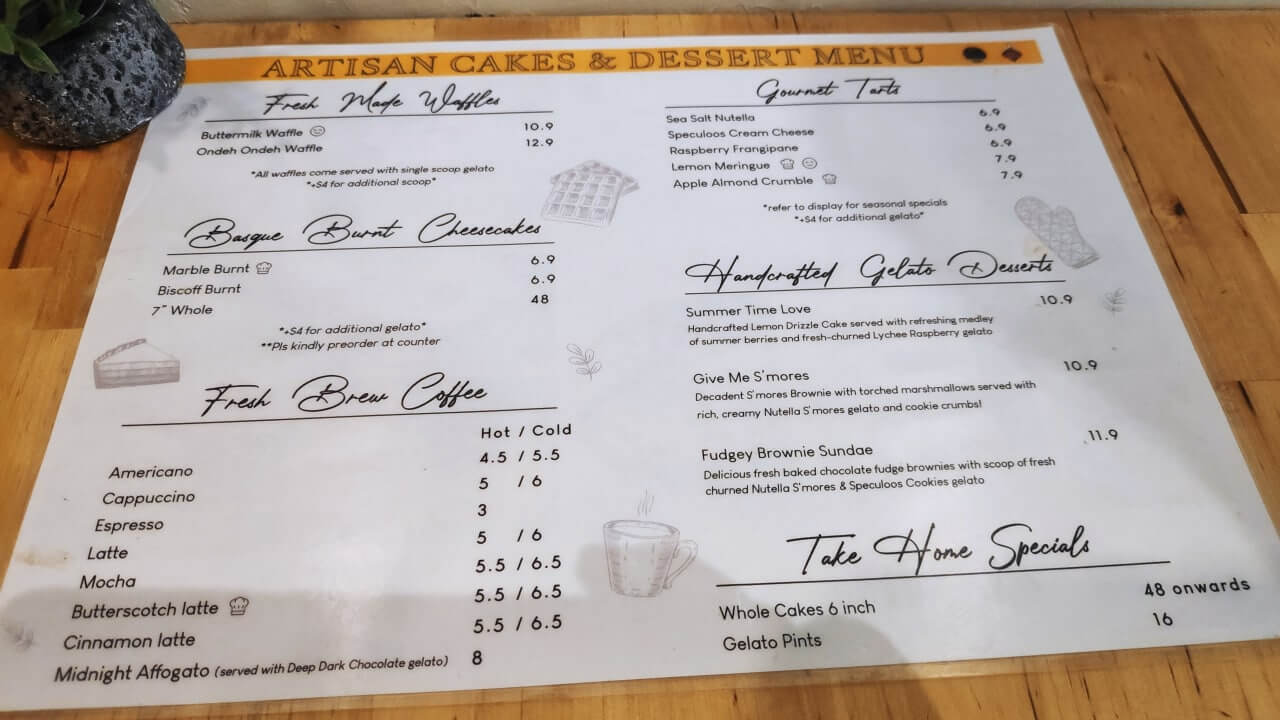 ARTISAN CAKES & DESSERT MENU
Fresh Made Waffles
Buttermilk Waffle 10.9
Ondeh Ondeh Waffle 12.9
*All waffles come served with single scoop gelato
*+$4 for additional scoop*
Basque Burnt Cheesecakes
Marble Burnt 6.9
Biscoff Burnt 6.9
7" Whole 48
*+$4 for additional gelato*
**Pls kindly preorder at counter
Fresh Brew Coffee
Hot / Cold
Americano 4.5 / 5.5
Cappuccino 5 / 6
Espresso 3
Latte 5 / 6
Mocha 5.5 / 6.5
Butterscotch latte 5.5 / 6.5
Cinnamon latte 5.5 / 6.5
Midnight Affogato (served with Deep Dark Chocolate gelato) 8
Gourmet Tarts
Sea Salt Nutella 6.9
Speculoos Cream Cheese 6.9
Raspberry Frangipane 6.9
Lemon Meringue 7.9
Apple Almond Crumble 7.9
*refer to display for seasonal specials
*+$4 for additional gelato*
Handcrafted Gelato Desserts
Summer Time Love 10.9
Handcrafted Lemon Drizzle Cake served with refreshing medley
of summer berries and fresh-churned Lychee Raspberry gelato
Give Me S'mores 10.9
Decadent S'mores Brownie with torched marshmallows served with
rich, creamy Nutella S'mores gelato and cookie crumbs!
Fudgey Brownie Sundae 11.9
Delicious fresh baked chocolate fudge brownies with scoop of fresh
churned Nutella S'mores & Speculoos Cookies gelato
Take Home Specials
Whole Cakes 6 inch 48 onwards
Gelato Pints 16